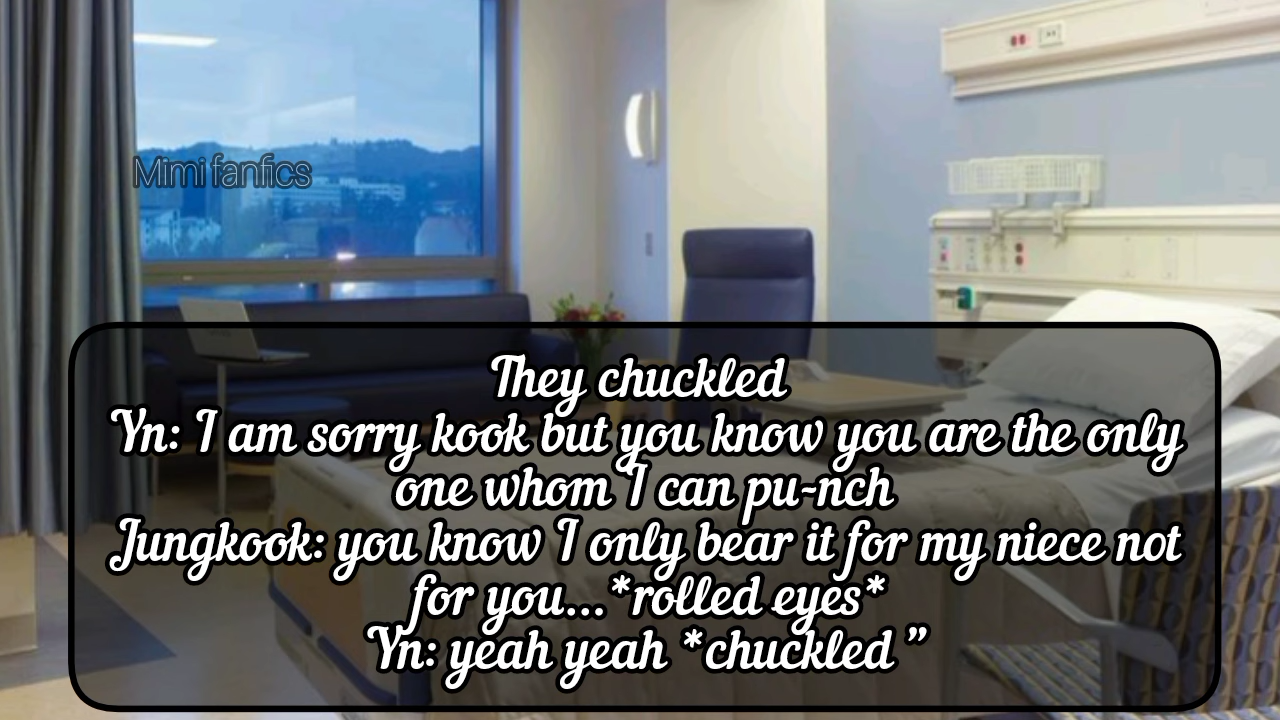 Mimi fanfics
They chuckled
Yn: I am sorry kook but you know you are the only
one whom I can pu-nch
Jungkook: you know I only bear it for my niece not
for you...*rolled eyes*
Yn: yeah yeah *chuckled ”